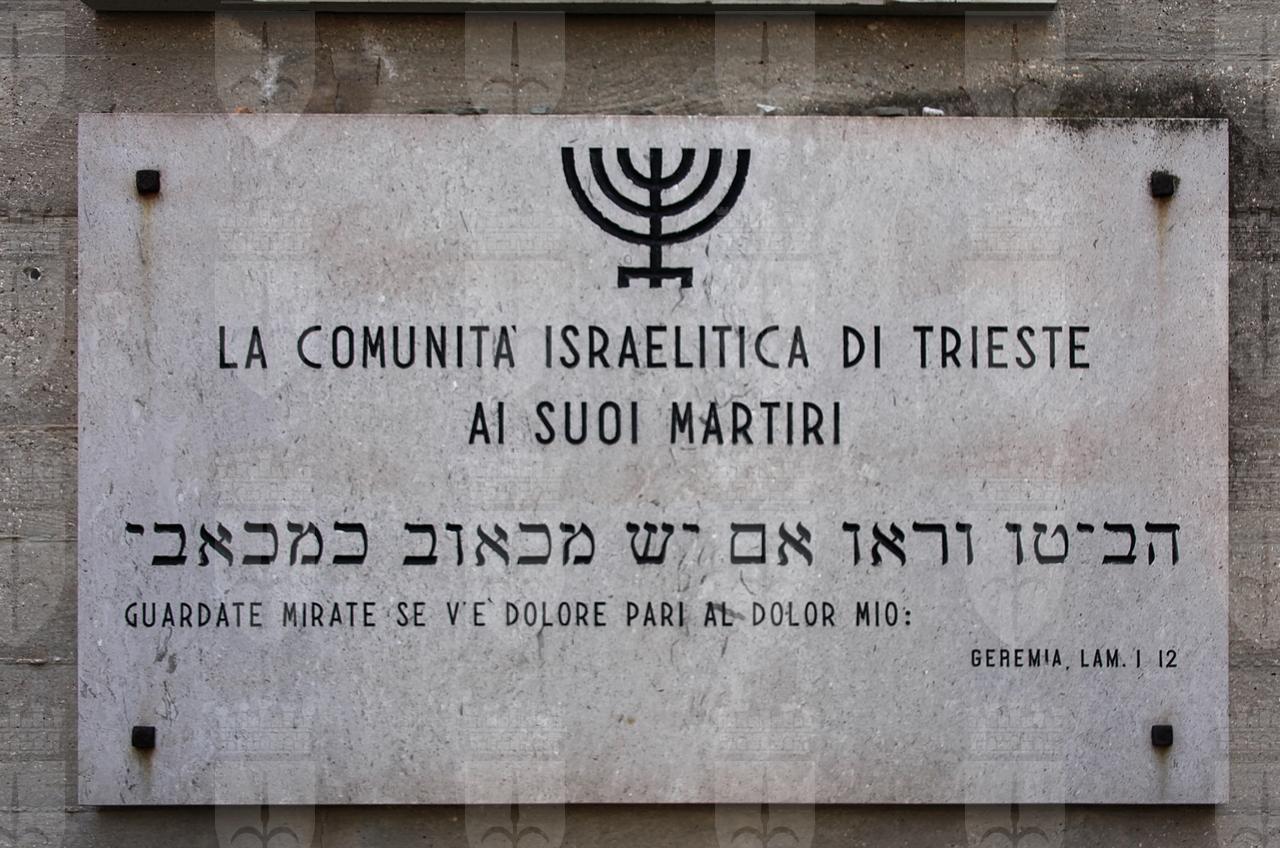 LA COMUNITA' ISRAELITICA DI TRIESTE
AI SUOI MARTIRI
הביטו וראו אם יש מכאוב כמכאבי
GUARDATE MIRATE SE V'E' DOLORE PARI AL DOLOR MIO:
GEREMIA, LAM. I 12